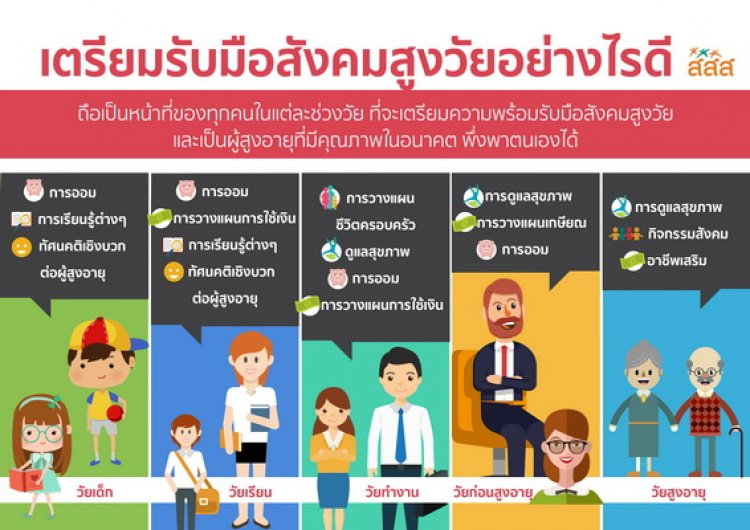 เตรียมรับมือสังคมสูงวัยอย่างไรดี
สสส
ถือเป็นหน้าที่ของทุกคนในแต่ละช่วงวัย ที่จะเตรียมความพร้อมรับมือสังคมสูงวัย
และเป็นผู้สูงอายุที่มีคุณภาพในอนาคต พึ่งพาตนเองได้
การออม
การเรียนรู้ต่างๆ
ทัศนคติเชิงบวก
ต่อผู้สูงอายุ
วัยเด็ก
การออม
การวางแผนการใช้เงิน
การเรียนรู้ต่างๆ
ทัศนคติเชิงบวก
ต่อผู้สูงอายุ
วัยเรียน
การวางแผน
ชีวิตครอบครัว
ดูแลสุขภาพ
การออม
การวางแผนการใช้เงิน
วัยทำงาน
การดูแลสุขภาพ
การวางแผนเกษียณ
การออม
วัยก่อนสูงอายุ
การดูแลสุขภาพ
กิจกรรมสังคม
อาชีพเสริม
วัยสูงอายุ